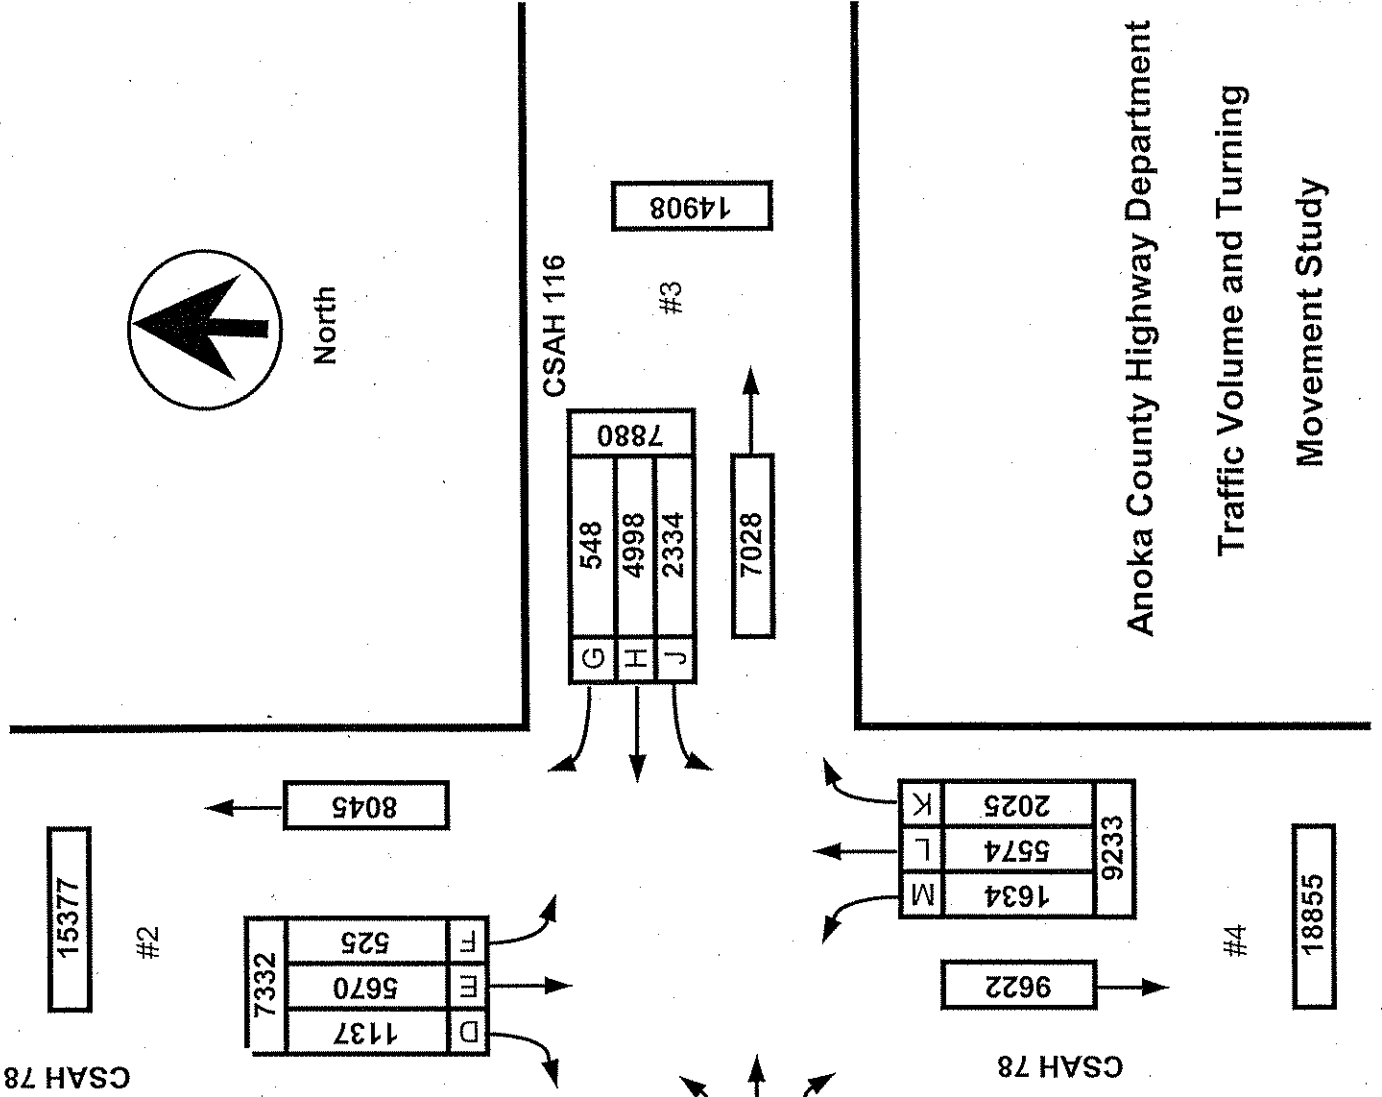 North
CSAH 116
14908
#3
7880
548
4998
2334
G
H
J
7028
CSAH 78
15377
#2
8045
7332
1137
5670
525
D
E
F
M
L
K
1634
5574
2025
9233
9622
#4
18855
CSAH 78
Anoka County Highway Department
Traffic Volume and Turning
Movement Study